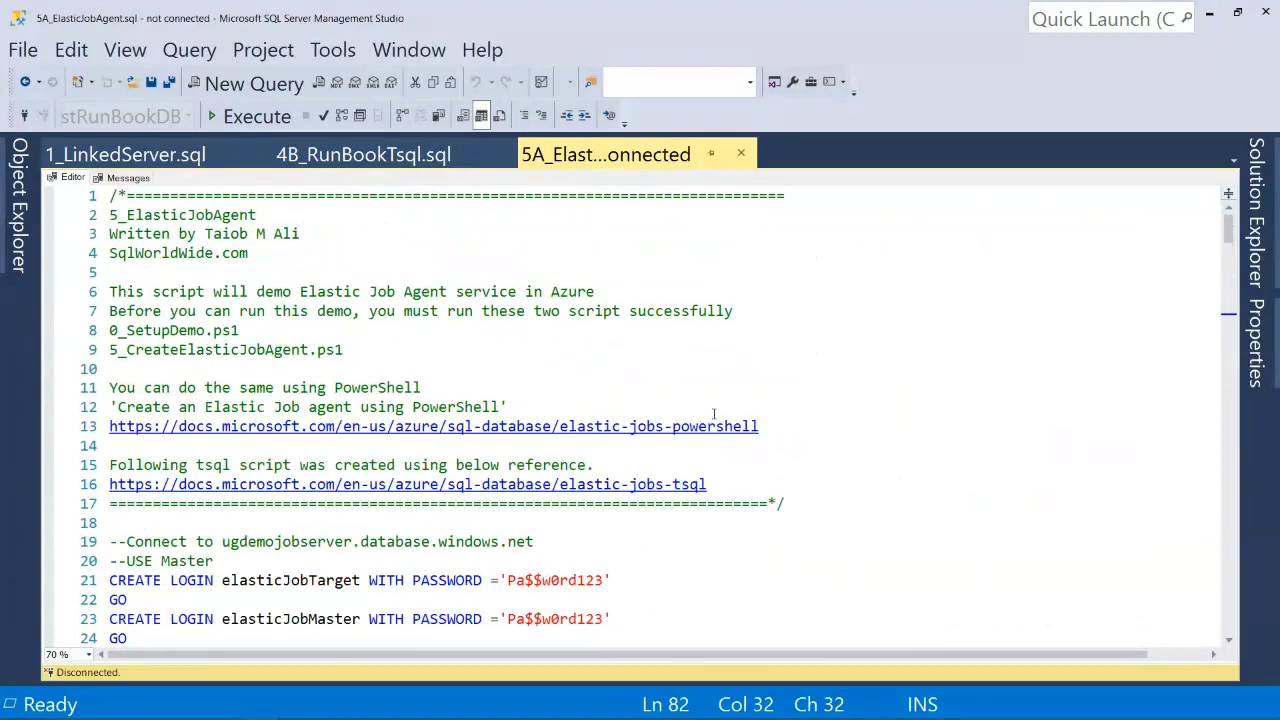 5A_ElasticJobAgent.sql - not connected - Microsoft SQL Server Management Studio
Quick Launch (C
File Edit View Query Project Tools Window Help
New Query
stRunBookDB
Execute
Object Explorer
1_LinkedServer.sql
4B_RunBookTsql.sql
5A_Elast...onnected
Solution Explorer
Properties
Editor
Messages
1 /*============================================================================
2 5_ElasticJobAgent
3 Written by Taiob M Ali
4 SqlWorldWide.com
5
6 This script will demo Elastic Job Agent service in Azure
7 Before you can run this demo, you must run these two script successfully
8 0_SetupDemo.ps1
9 5_CreateElasticJobAgent.ps1
10
11 You can do the same using PowerShell
12 'Create an Elastic Job agent using PowerShell'
13 https://docs.microsoft.com/en-us/azure/sql-database/elastic-jobs-powershell
14
15 Following tsql script was created using below reference.
16 https://docs.microsoft.com/en-us/azure/sql-database/elastic-jobs-tsql
17 ============================================================================*/
18
19 --Connect to ugdemojobserver.database.windows.net
20 --USE Master
21 CREATE LOGIN elasticJobTarget WITH PASSWORD ='Pa$$w0rd123'
22 GO
23 CREATE LOGIN elasticJobMaster WITH PASSWORD ='Pa$$w0rd123'
24 GO
70 %
Disconnected.
Ready
Ln 82
Col 32
Ch 32
INS